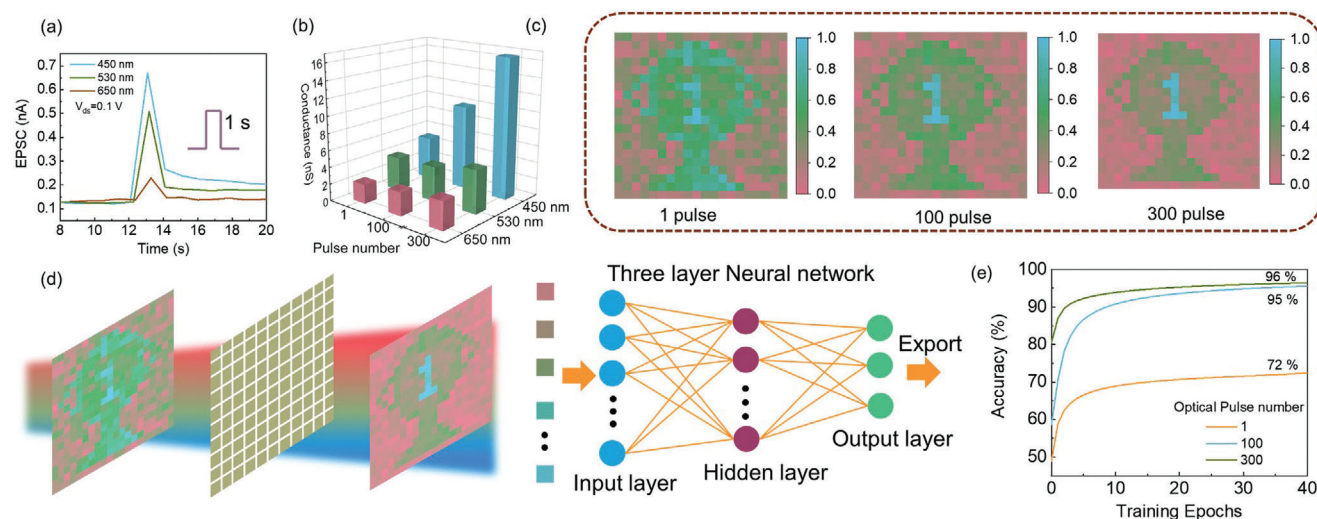 (a)
0.7
0.6
0.5
0.4
0.3
0.2
0.1
EPSC (nA)
450 nm
530 nm
650 nm
Vds=0.1 V
1 s
8 10 12 14 16 18 20
Time (s)
(b)
16
14
12
10
8
6
4
2
0
Conductance (nS)
1
100
300
Pulse number
450 nm
530 nm
650 nm
(c)
1.0
0.8
0.6
0.4
0.2
0.0
1
1 pulse
1.0
0.8
0.6
0.4
0.2
0.0
1
100 pulse
1.0
0.8
0.6
0.4
0.2
0.0
1
300 pulse
(d)
1
1
Three layer Neural network
Input layer
Hidden layer
Output layer
Export
(e)
100
90
80
70
60
50
Accuracy (%)
96 %
95 %
72 %
Optical Pulse number
1
100
300
0 10 20 30 40
Training Epochs